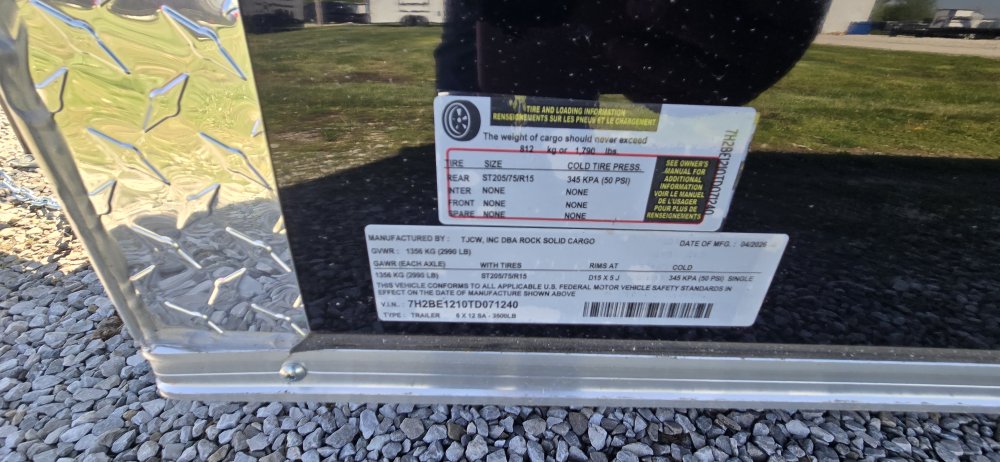 TIRE AND LOADING INFORMATION
RENSEIGNEMENTS SUR LES PNEUS ET LE CHARGEMENT
The weight of cargo should never exceed
812 kg or 1,790 lbs
TIRE SIZE COLD TIRE PRESS.
REAR ST205/75/R15 345 KPA (50 PSI)
INTER NONE NONE
FRONT NONE NONE
SPARE NONE NONE
SEE OWNER'S
MANUAL FOR
ADDITIONAL
INFORMATION
VOIR LE MANUEL
DE L'USAGER
POUR PLUS DE
RENSEIGNEMENTS
7H2BE1210TD071240
MANUFACTURED BY : TJCW, INC DBA ROCK SOLID CARGO DATE OF MFG. : 04/2026
GVWR : 1356 KG (2990 LB)
GAWR (EACH AXLE) WITH TIRES RIMS AT COLD
1356 KG (2995 LB) ST205/75/R15 D15 X 5 J 345 KPA (50 PSI) SINGLE
THIS VEHICLE CONFORMS TO ALL APPLICABLE U.S. FEDERAL MOTOR VEHICLE SAFETY STANDARDS IN
EFFECT ON THE DATE OF MANUFACTURE SHOWN ABOVE
V.I.N. : 7H2BE1210TD071240
TYPE : TRAILER 6 X 12 SA - 3500LB